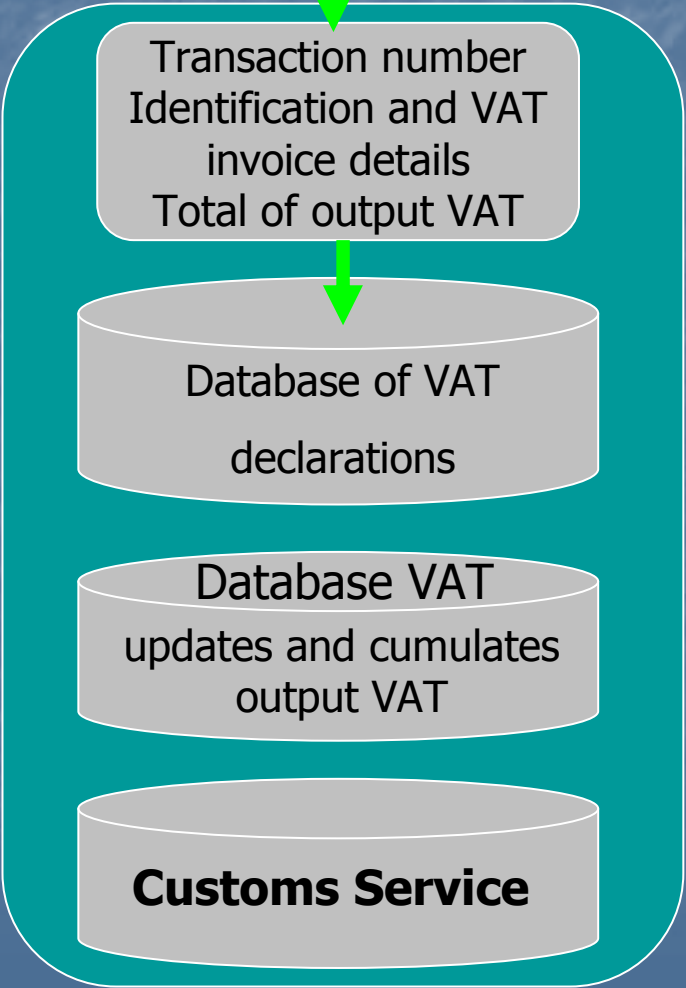 Transaction number
Identification and VAT
invoice details
Total of output VAT
Database of VAT
declarations
Database VAT
updates and cumulates
output VAT
Customs Service